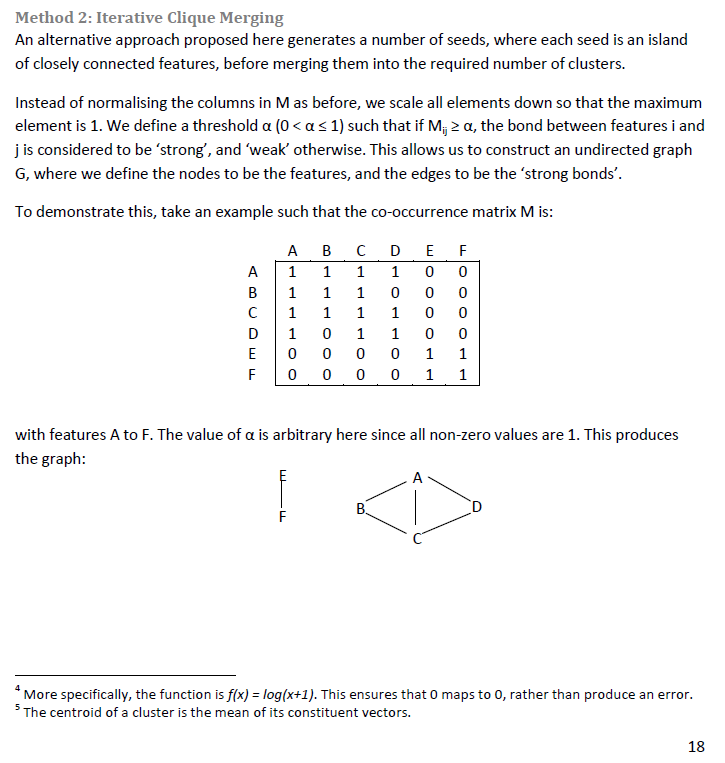 Method 2: Iterative Clique Merging
An alternative approach proposed here generates a number of seeds, where each seed is an island
of closely connected features, before merging them into the required number of clusters.
Instead of normalising the columns in M as before, we scale all elements down so that the maximum
element is 1. We define a threshold α (0 < α ≤ 1) such that if Mij ≥ α, the bond between features i and
j is considered to be ‘strong’, and ‘weak’ otherwise. This allows us to construct an undirected graph
G, where we define the nodes to be the features, and the edges to be the ‘strong bonds’.
To demonstrate this, take an example such that the co-occurrence matrix M is:
A B C D E F
A 1 1 1 1 0 0
B 1 1 1 0 0 0
C 1 1 1 1 0 0
D 1 0 1 1 0 0
E 0 0 0 0 1 1
F 0 0 0 0 1 1
with features A to F. The value of α is arbitrary here since all non-zero values are 1. This produces
the graph:
E A
B D
F
C
4 More specifically, the function is f(x) = log(x+1). This ensures that 0 maps to 0, rather than produce an error.
5 The centroid of a cluster is the mean of its constituent vectors.
18